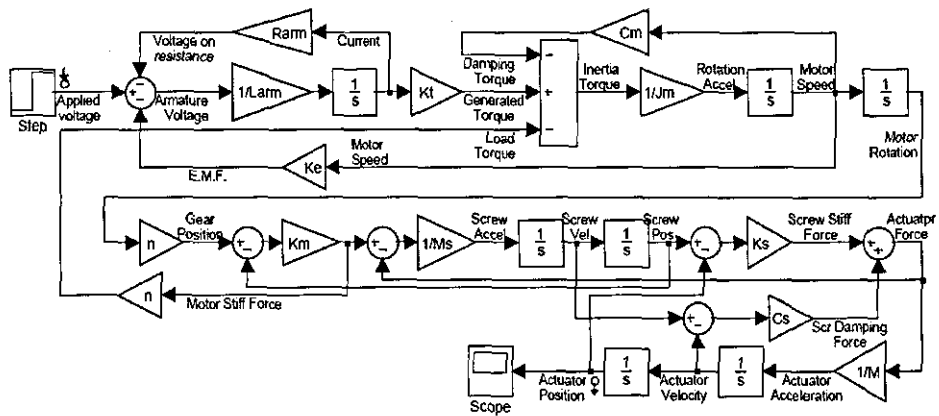 Voltage on
resistance
Rarm
Current
Cm
Damping
Torque
Inertia
Torque
Rotation
Accel
Motor
Speed
Step
Applied
voltage
+
-
Armature
Voltage
1/Larm
1
s
Kt
Generated
Torque
-
+
-
1/Jm
1
s
1
s
Load
Torque
Motor
Rotation
Motor
Speed
Ke
E.M.F.
n
Gear
Position
+
-
Km
+
-
1/Ms
Screw
Accel
1
s
Screw
Vel
1
s
Screw
Pos
+
-
Ks
Screw Stiff
Force
+
+
Actuator
Force
n
Motor Stiff Force
+
-
Cs
Scr Damping
Force
Scope
Actuator
Position
1
s
Actuator
Velocity
1
s
Actuator
Acceleration
1/M